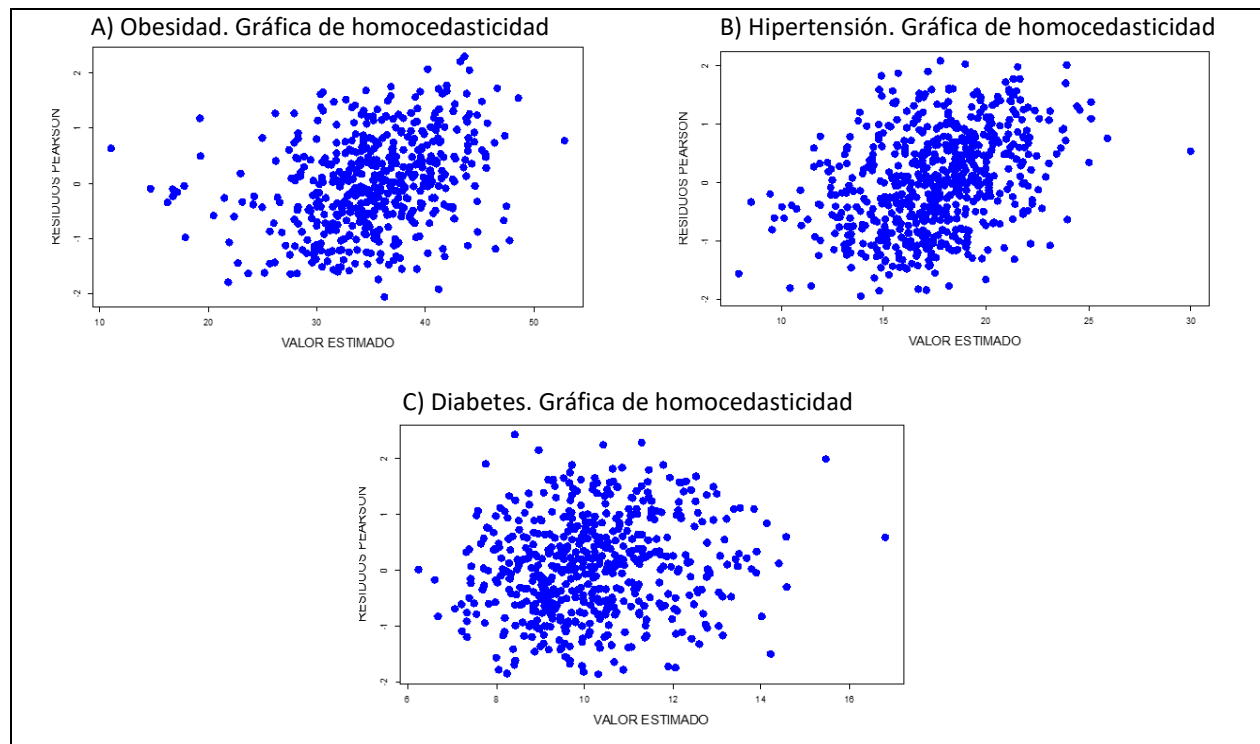 A) Obesidad. Gráfica de homocedasticidad
RESIDUOS PEARSON
2
1
0
-1
-2
10 20 30 40 50
VALOR ESTIMADO
B) Hipertensión. Gráfica de homocedasticidad
RESIDUOS PEARSON
2
1
0
-1
-2
10 15 20 25 30
VALOR ESTIMADO
C) Diabetes. Gráfica de homocedasticidad
RESIDUOS PEARSON
2
1
0
-1
-2
6 8 10 12 14 16
VALOR ESTIMADO